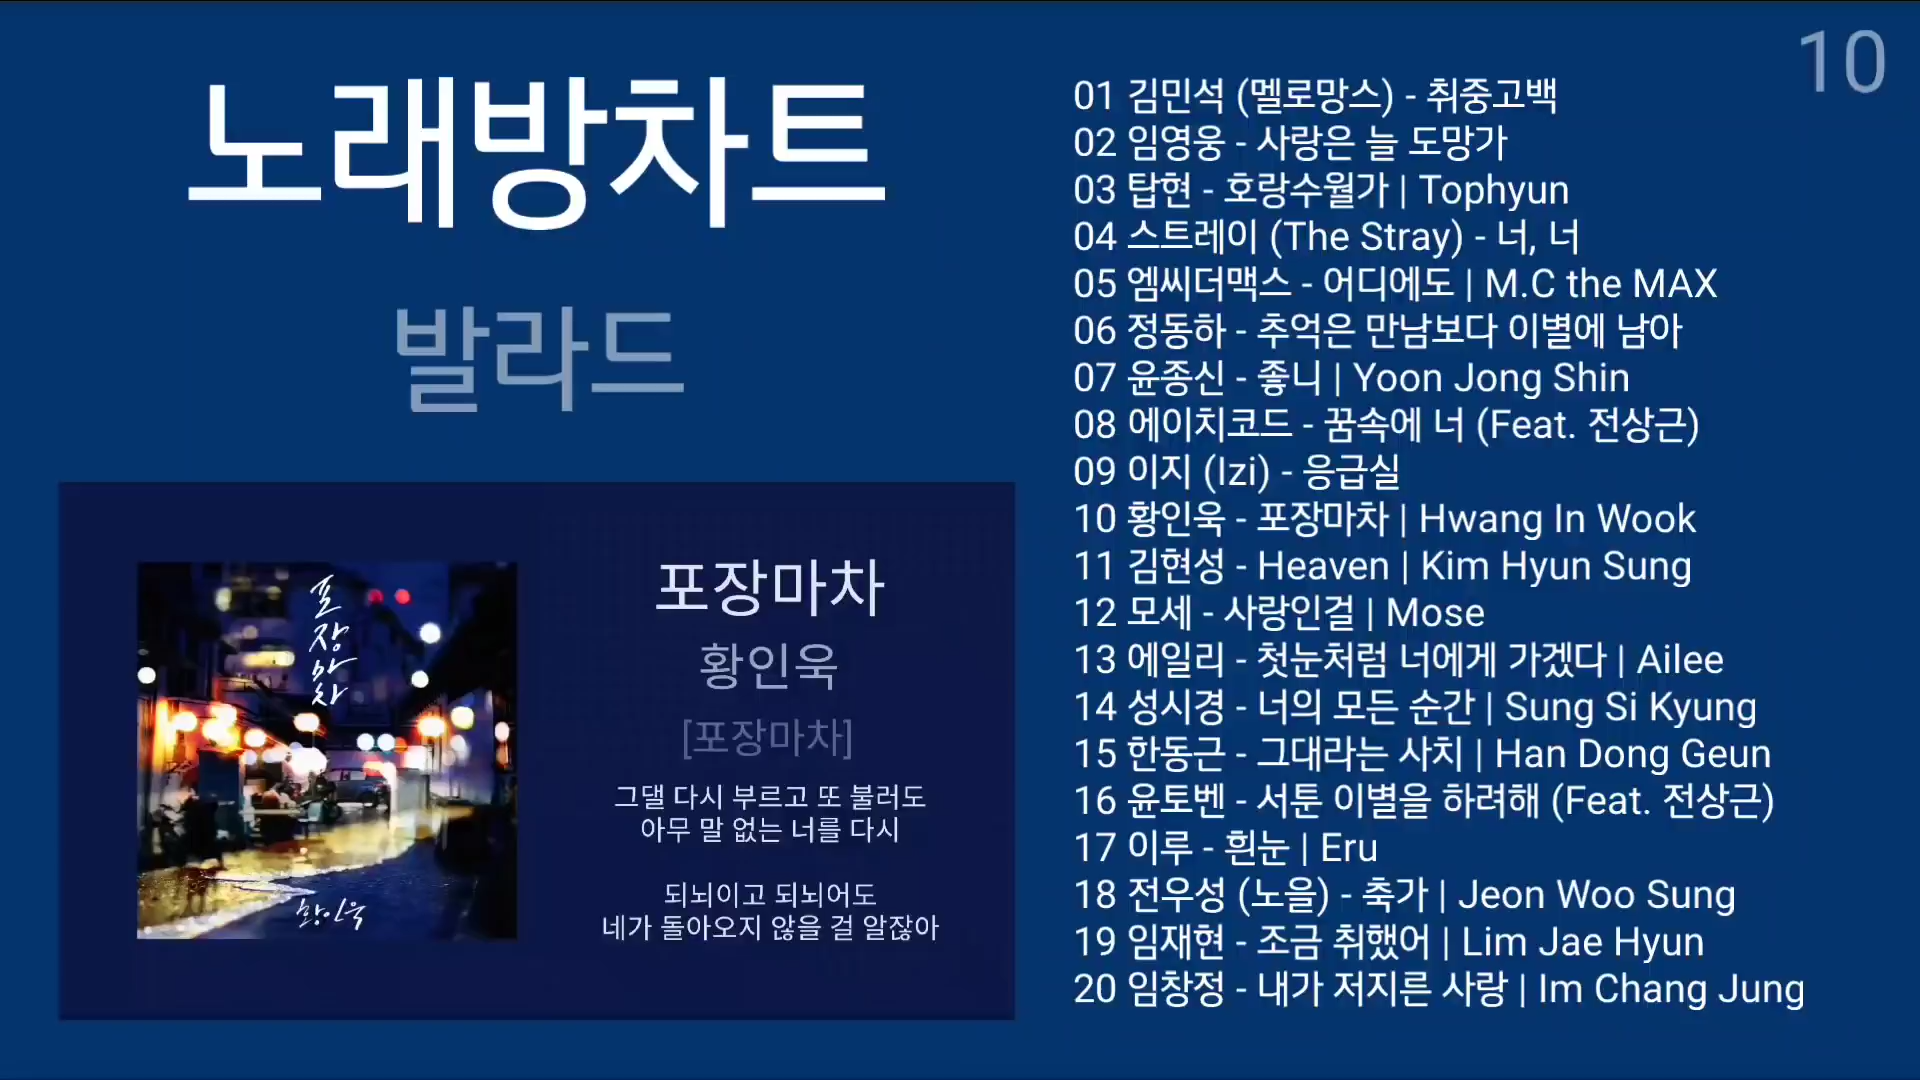 노래방차트
발라드
10
01 김민석 (멜로망스) - 취중고백
02 임영웅 - 사랑은 늘 도망가
03 탑현 - 호랑수월가 | Tophyun
04 스트레이 (The Stray) - 너, 너
05 엠씨더맥스 - 어디에도 | M.C the MAX
06 정동하 - 추억은 만남보다 이별에 남아
07 윤종신 - 좋니 | Yoon Jong Shin
08 에이치코드 - 꿈속에 너 (Feat. 전상근)
09 이지 (Izi) - 응급실
10 황인욱 - 포장마차 | Hwang In Wook
11 김현성 - Heaven | Kim Hyun Sung
12 모세 - 사랑인걸 | Mose
13 에일리 - 첫눈처럼 너에게 가겠다 | Ailee
14 성시경 - 너의 모든 순간 | Sung Si Kyung
15 한동근 - 그대라는 사치 | Han Dong Geun
16 윤토벤 - 서툰 이별을 하려해 (Feat. 전상근)
17 이루 - 흰눈 | Eru
18 전우성 (노을) - 축가 | Jeon Woo Sung
19 임재현 - 조금 취했어 | Lim Jae Hyun
20 임창정 - 내가 저지른 사랑 | Im Chang Jung
포장마차
황인욱
포장마차
황인욱
[포장마차]
그댈 다시 부르고 또 불러도
아무 말 없는 너를 다시
되뇌이고 되뇌어도
네가 돌아오지 않을 걸 알잖아